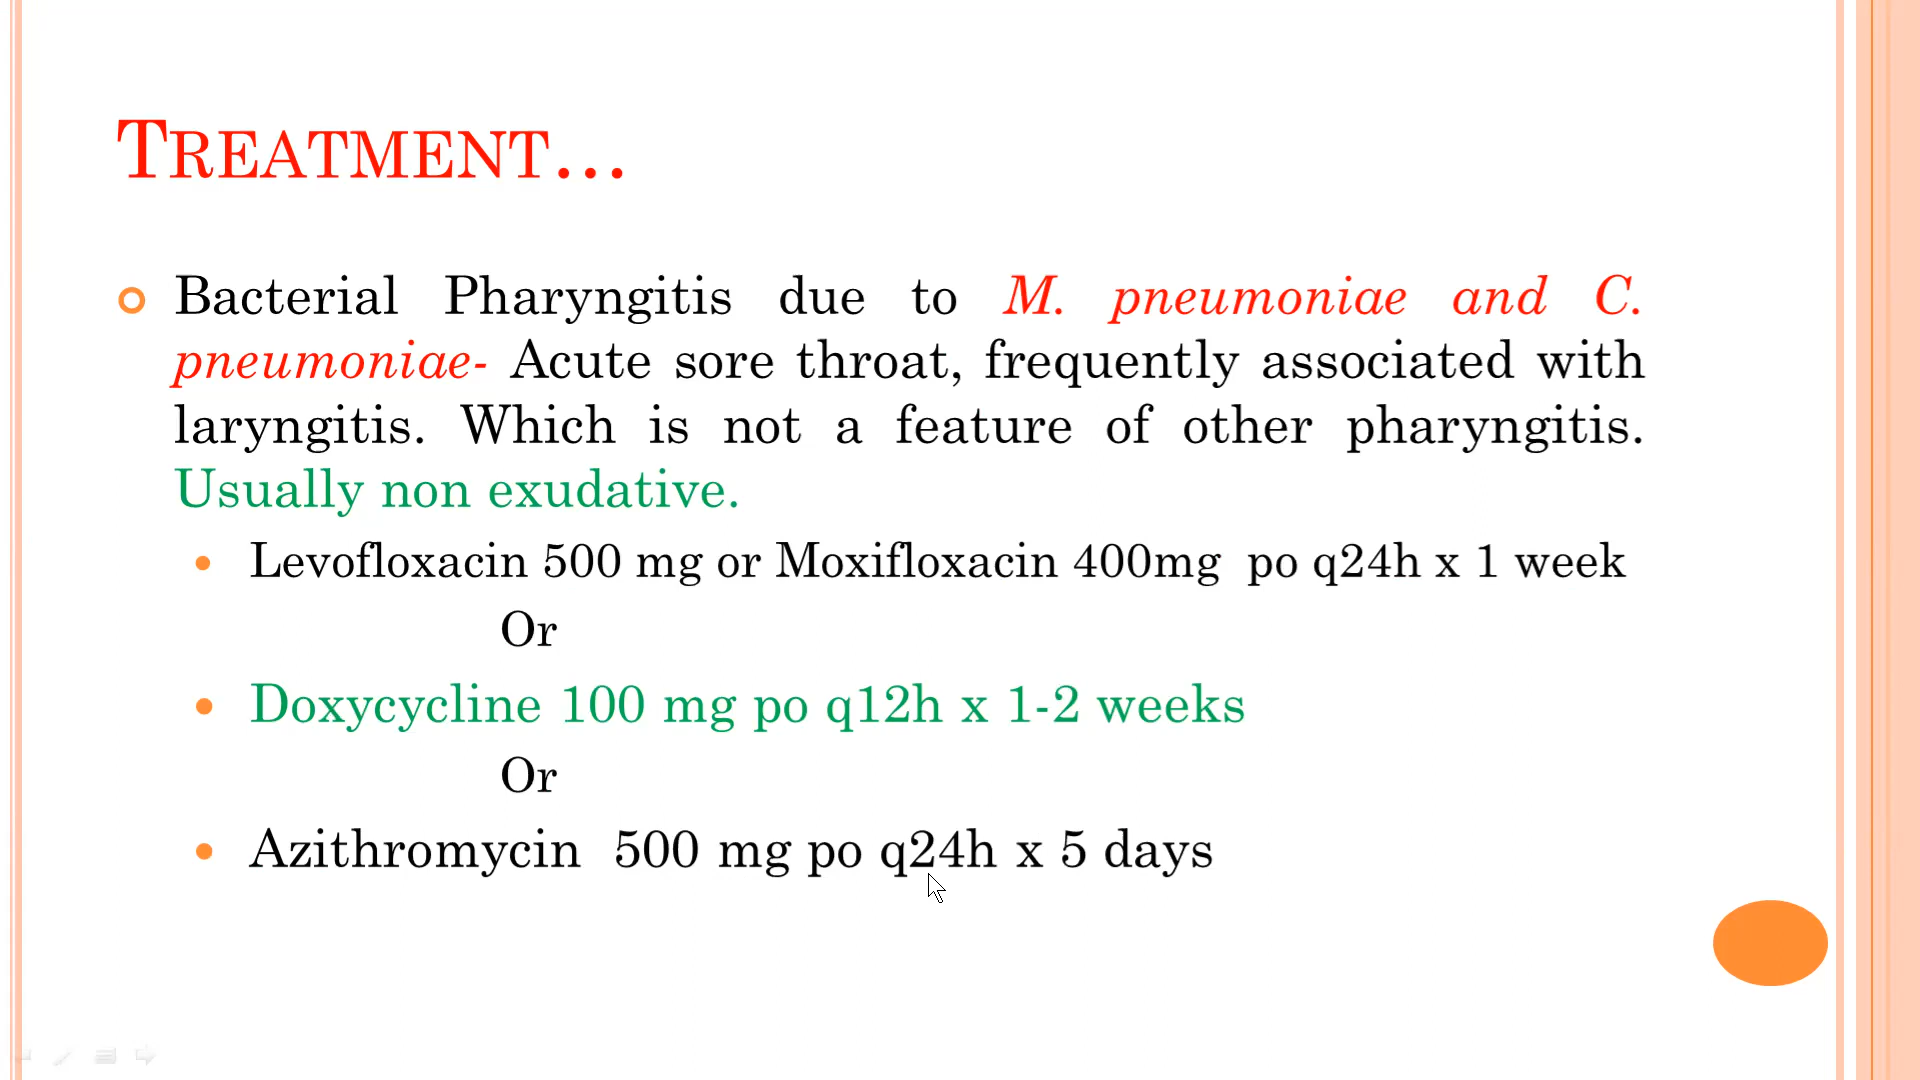 TREATMENT...
Bacterial Pharyngitis due to M. pneumoniae and C.
pneumoniae- Acute sore throat, frequently associated with
laryngitis. Which is not a feature of other pharyngitis.
Usually non exudative.
Levofloxacin 500 mg or Moxifloxacin 400mg po q24h x 1 week
Or
Doxycycline 100 mg po q12h x 1-2 weeks
Or
Azithromycin 500 mg po q24h x 5 days